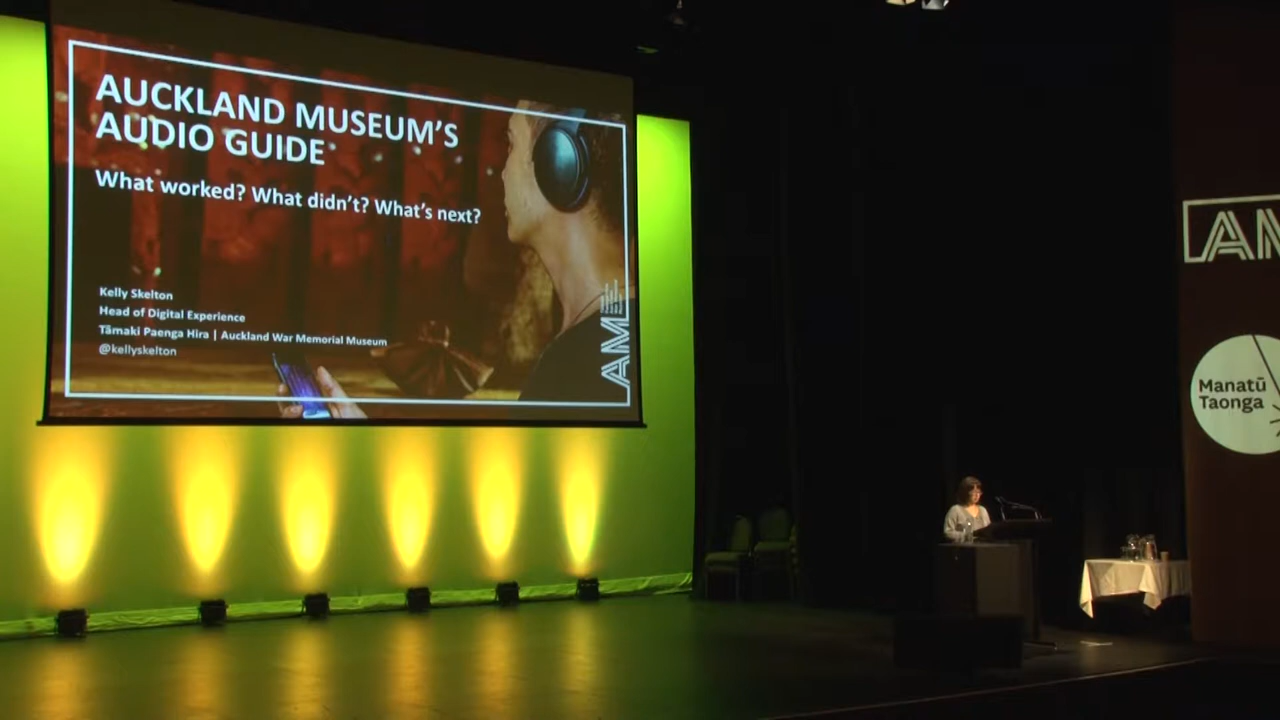 AUCKLAND MUSEUM'S
AUDIO GUIDE
What worked? What didn't? What's next?
Kelly Skelton
Head of Digital Experience
Tāmaki Paenga Hira | Auckland War Memorial Museum
@kellyskelton
AM
Manatū
Taonga